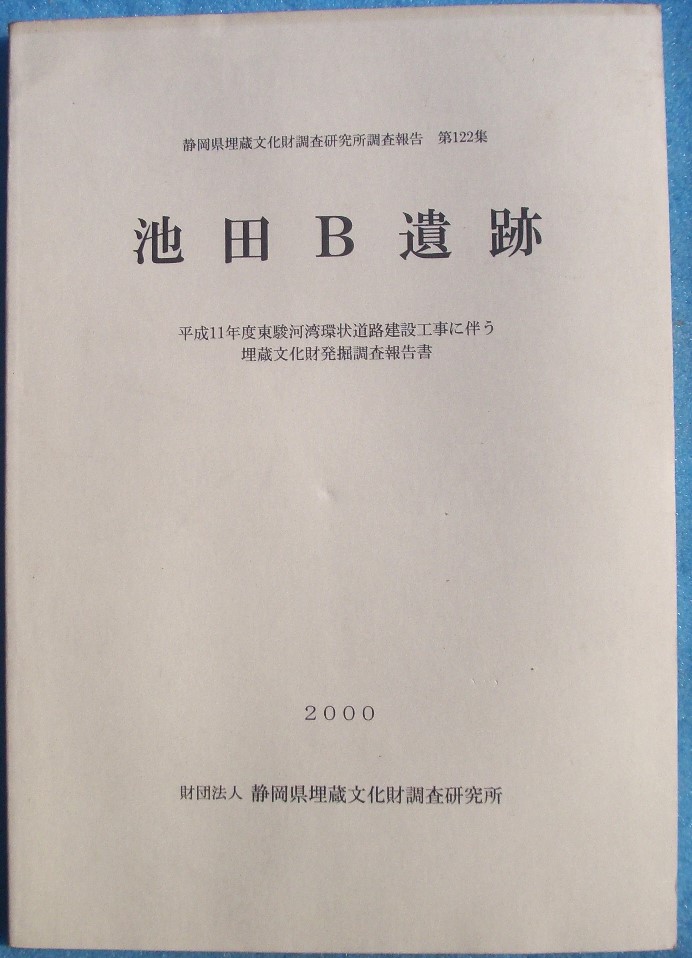 静岡県埋蔵文化財調査研究所調査報告 第122集
池田B遺跡
平成11年度東駿河湾環状道路建設工事に伴う
埋蔵文化財発掘調査報告書
2000
財団法人 静岡県埋蔵文化財調査研究所